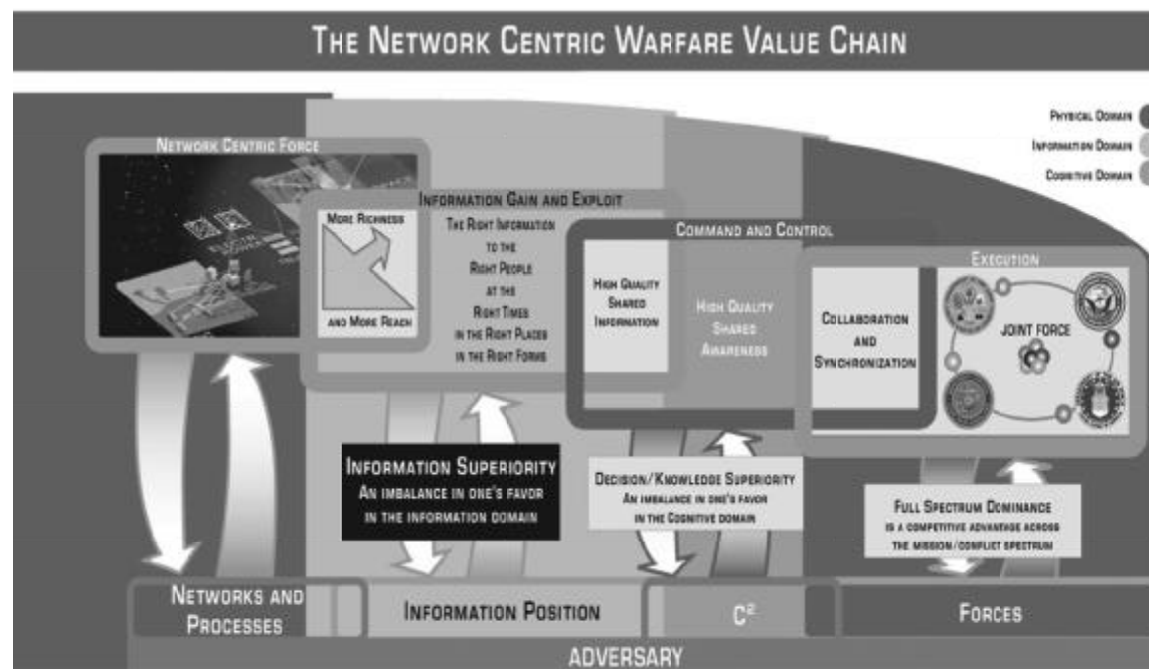 THE NETWORK CENTRIC WARFARE VALUE CHAIN
PHYSICAL DOMAIN
INFORMATION DOMAIN
COGNITIVE DOMAIN
NETWORK CENTRIC FORCE
INFORMATION GAIN AND EXPLOIT
MORE RICHNESS
AND MORE REACH
THE RIGHT INFORMATION
TO THE
RIGHT PEOPLE
AT THE
RIGHT TIMES
IN THE RIGHT PLACES
IN THE RIGHT FORMS
COMMAND AND CONTROL
HIGH QUALITY
SHARED
INFORMATION
HIGH QUALITY
SHARED
AWARENESS
COLLABORATION
AND
SYNCHRONIZATION
EXECUTION
JOINT FORCE
INFORMATION SUPERIORITY
AN IMBALANCE IN ONE'S FAVOR
IN THE INFORMATION DOMAIN
DECISION/KNOWLEDGE SUPERIORITY
AN IMBALANCE IN ONE'S FAVOR
IN THE COGNITIVE DOMAIN
FULL SPECTRUM DOMINANCE
IS A COMPETITIVE ADVANTAGE ACROSS
THE MISSION/CONFLICT SPECTRUM
NETWORKS AND
PROCESSES
INFORMATION POSITION
C²
FORCES
ADVERSARY